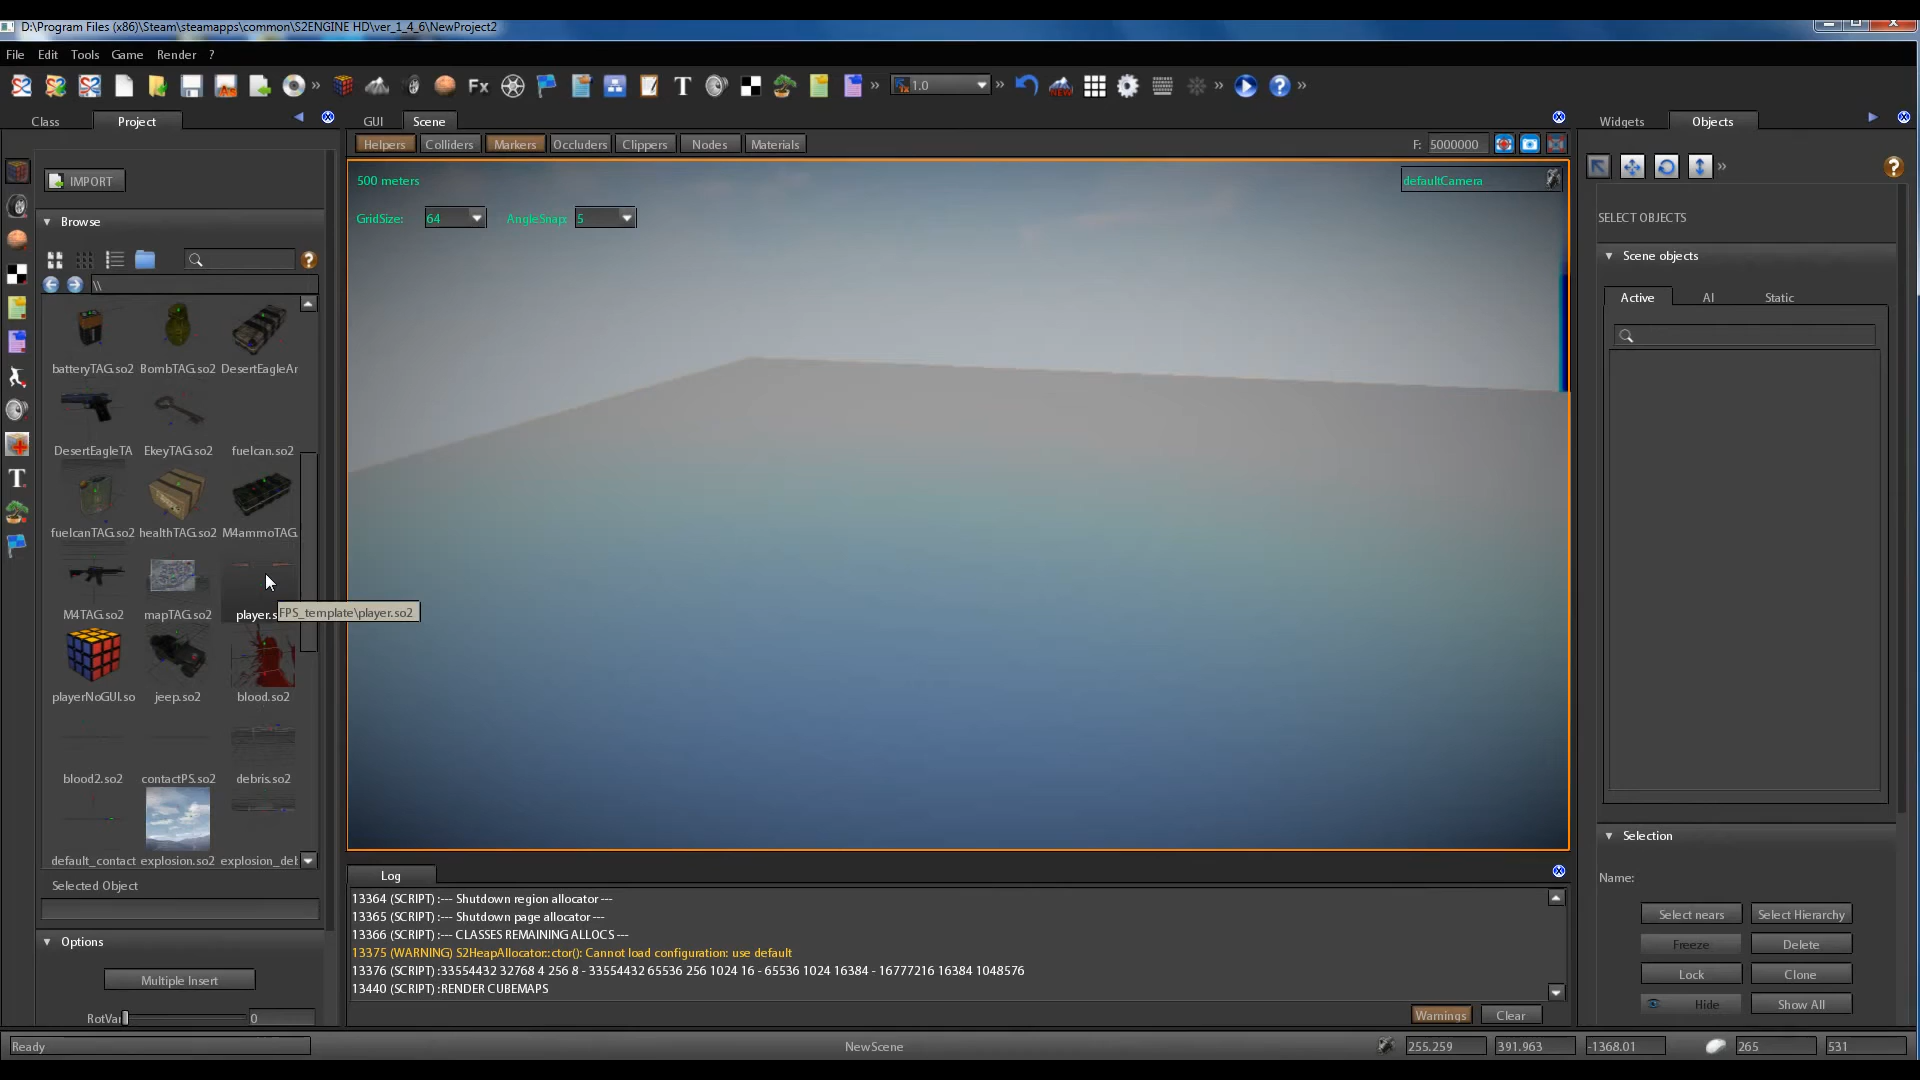 D:\Program Files (x86)\Steam\steamapps\common\S2ENGINE HD\ver_1_4_6\NewProject2
File Edit Tools Game Render ?
Fx T 1.0
Class Project
GUI Scene
Widgets Objects
Helpers Colliders Markers Occluders Clippers Nodes Materials
F: 5000000
IMPORT
500 meters
defaultCamera
GridSize: 64 AngleSnap: 5
SELECT OBJECTS
Browse
Scene objects
\\
Active AI Static
batteryTAG.so2 BombTAG.so2 DesertEagleAr
DesertEagleTA EkeyTAG.so2 fuelcan.so2
fuelcanTAG.so2 healthTAG.so2 M4ammoTAG.
M4TAG.so2 mapTAG.so2 player.s
FPS_template\player.so2
playerNoGUI.so jeep.so2 blood.so2
blood2.so2 contactPS.so2 debris.so2
default_contact explosion.so2 explosion_del
Selected Object
Options
Multiple Insert
RotVar 0
Log
13364 (SCRIPT) :--- Shutdown region allocator ---
13365 (SCRIPT) :--- Shutdown page allocator ---
13366 (SCRIPT) :--- CLASSES REMAINING ALLOCS ---
13375 (WARNING) S2HeapAllocator::ctor(): Cannot load configuration: use default
13376 (SCRIPT) :33554432 32768 4 256 8 - 33554432 65536 256 1024 16 - 65536 1024 16384 - 16777216 16384 1048576
13440 (SCRIPT) :RENDER CUBEMAPS
Warnings Clear
Selection
Name:
Select nears Select Hierarchy
Freeze Delete
Lock Clone
Hide Show All
Ready
NewScene
255.259 391.963 -1368.01 265 531